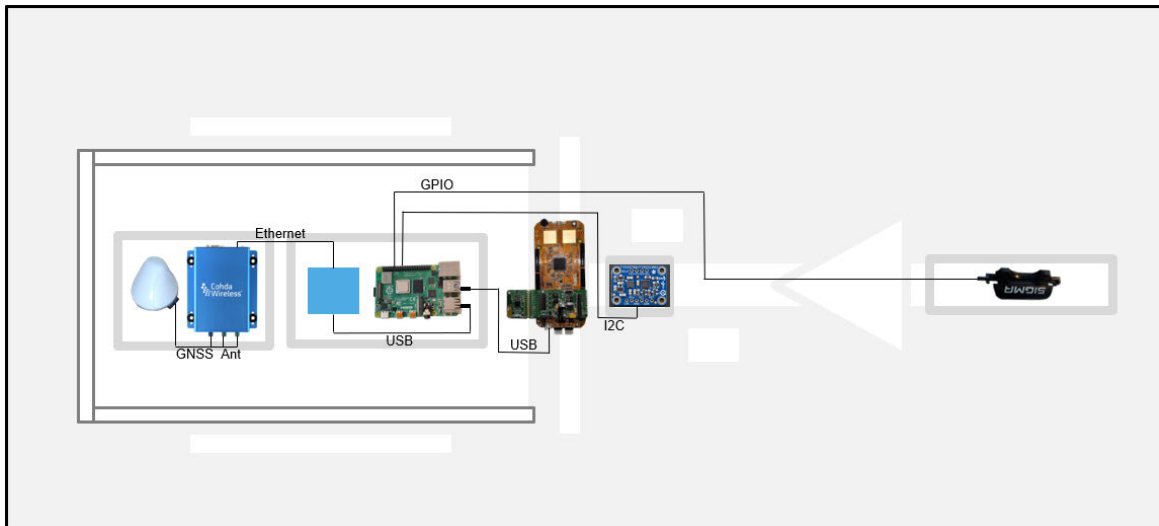 GPIO
Ethernet
Cohda
Wireless
GNSS Ant
USB
USB
I2C
SIGMA